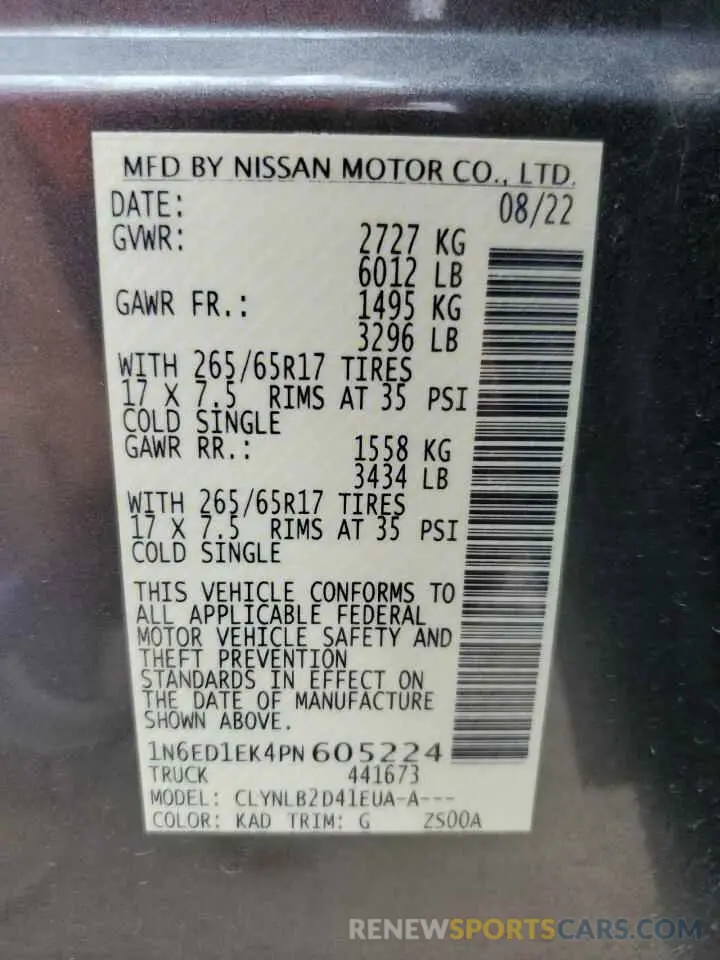 MFD BY NISSAN MOTOR CO., LTD.
DATE: 08/22
GVWR: 2727 KG
6012 LB
GAWR FR.: 1495 KG
3296 LB
WITH 265/65R17 TIRES
17 X 7.5 RIMS AT 35 PSI
COLD SINGLE
GAWR RR.: 1558 KG
3434 LB
WITH 265/65R17 TIRES
17 X 7.5 RIMS AT 35 PSI
COLD SINGLE
THIS VEHICLE CONFORMS TO
ALL APPLICABLE FEDERAL
MOTOR VEHICLE SAFETY AND
THEFT PREVENTION
STANDARDS IN EFFECT ON
THE DATE OF MANUFACTURE
SHOWN ABOVE.
1N6ED1EK4PN605224
TRUCK 441673
MODEL: CLYNLB2D41EUA-A---
COLOR: KAD TRIM: G ZS00A
RENEWSPORTSCARS.COM